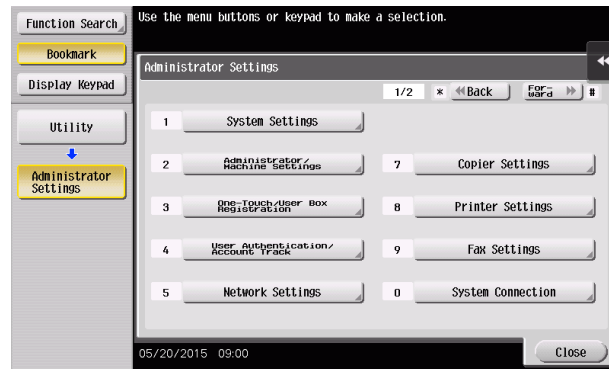 Function Search
Bookmark
Display Keypad
Utility
Administrator
Settings
Use the menu buttons or keypad to make a selection.
Administrator Settings
1/2 * Back For-
ward #
1 System Settings
2 Administrator/
Machine Settings
3 One-Touch/User Box
Registration
4 User Authentication/
Account Track
5 Network Settings
7 Copier Settings
8 Printer Settings
9 Fax Settings
0 System Connection
05/20/2015 09:00
Close